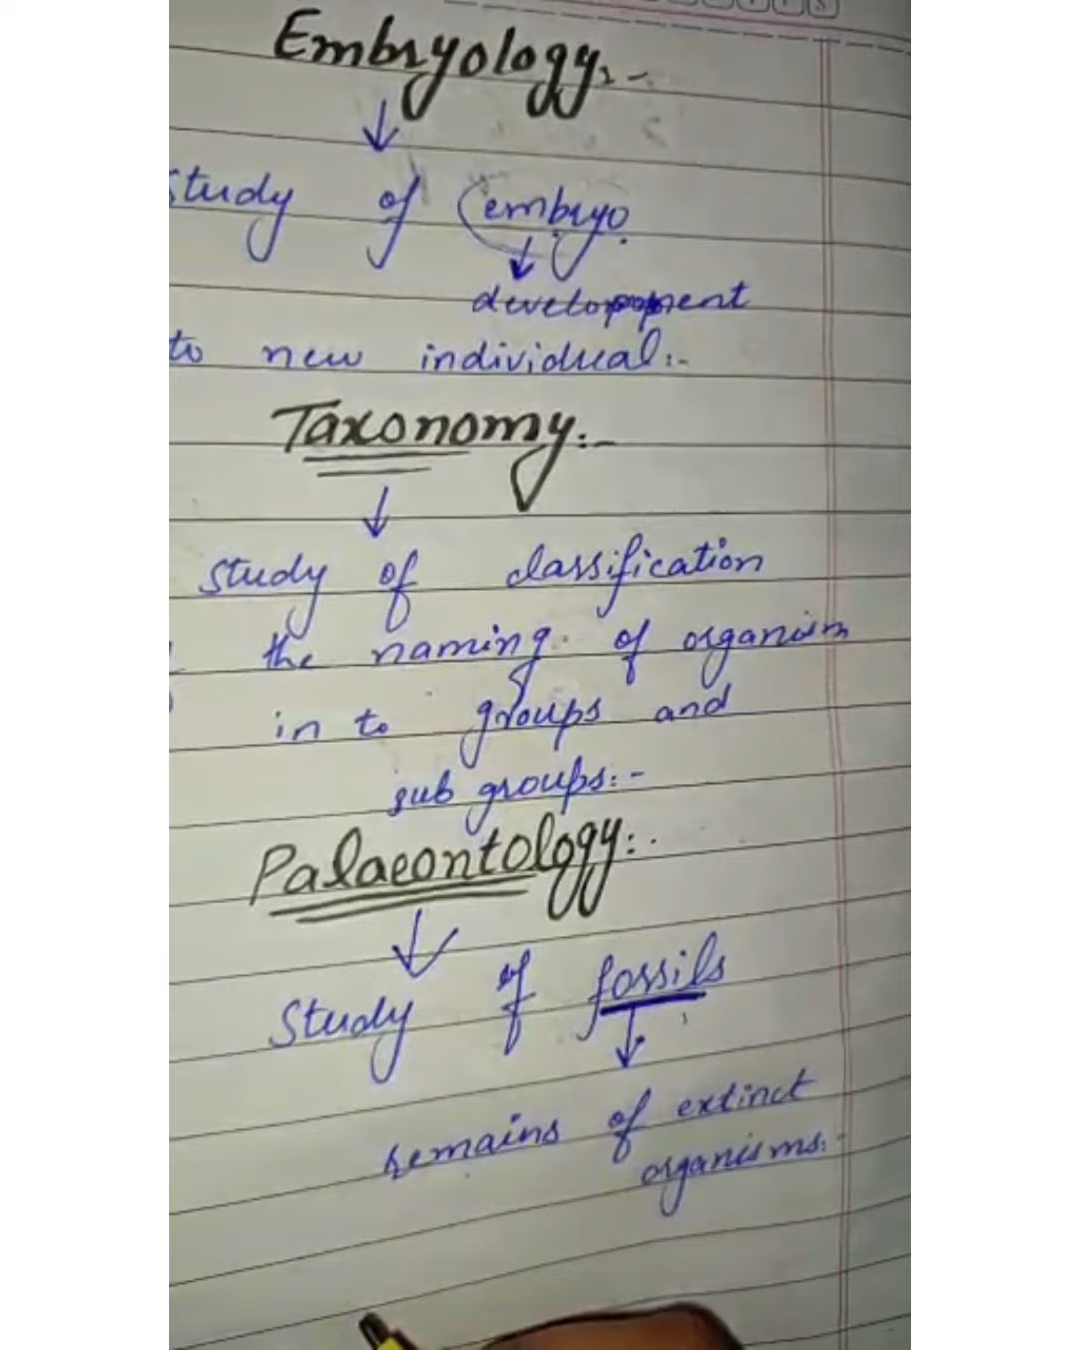 Embryology:-
study of embryo.
development
to new individual:-
Taxonomy:-
study of classification
the naming of organism
in to groups and
sub groups:-
Palaeontology:-
Study of fossils
remains of extinct
organisms:-